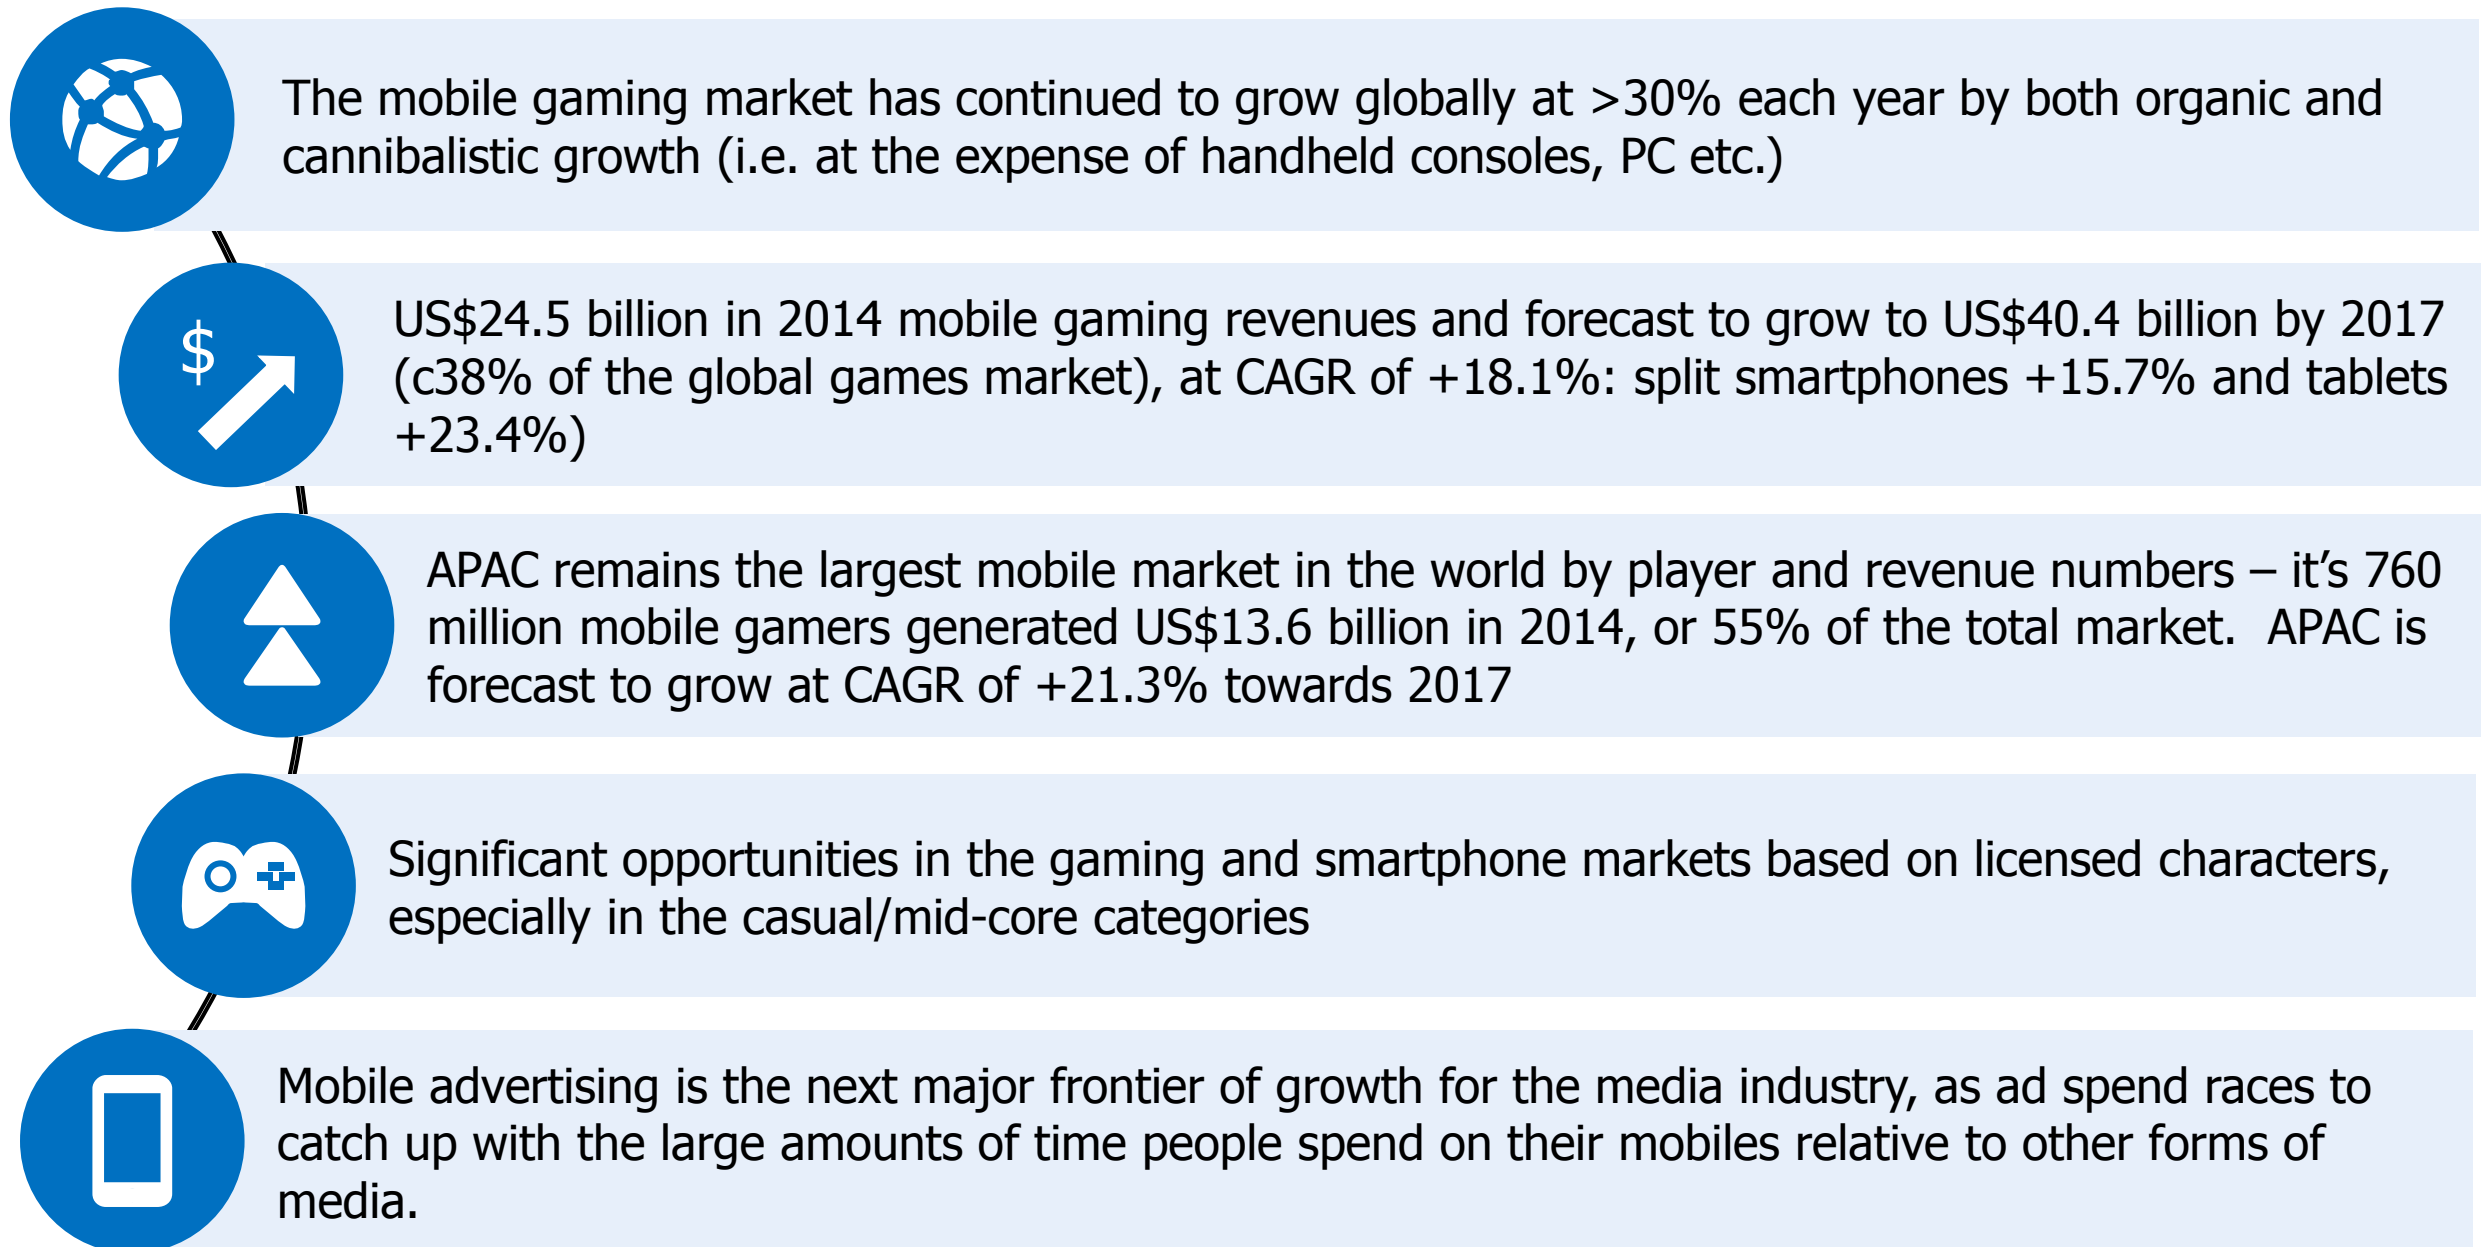 The mobile gaming market has continued to grow globally at >30% each year by both organic and
cannibalistic growth (i.e. at the expense of handheld consoles, PC etc.)
$
US$24.5 billion in 2014 mobile gaming revenues and forecast to grow to US$40.4 billion by 2017
(c38% of the global games market), at CAGR of +18.1%: split smartphones +15.7% and tablets
+23.4%)
APAC remains the largest mobile market in the world by player and revenue numbers – it’s 760
million mobile gamers generated US$13.6 billion in 2014, or 55% of the total market.  APAC is
forecast to grow at CAGR of +21.3% towards 2017
Significant opportunities in the gaming and smartphone markets based on licensed characters,
especially in the casual/mid-core categories
Mobile advertising is the next major frontier of growth for the media industry, as ad spend races to
catch up with the large amounts of time people spend on their mobiles relative to other forms of
media.